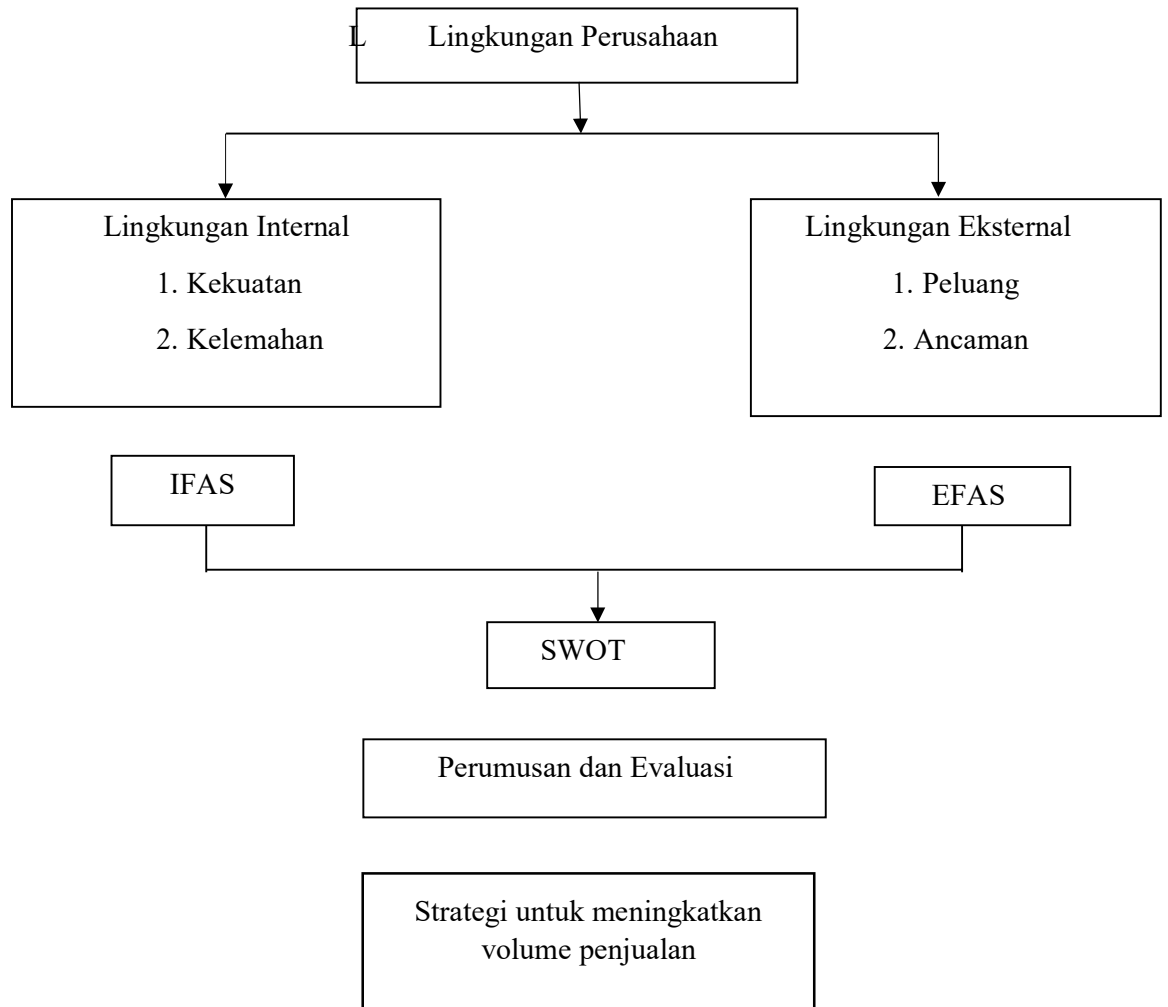 L Lingkungan Perusahaan
Lingkungan Internal
1. Kekuatan
2. Kelemahan
Lingkungan Eksternal
1. Peluang
2. Ancaman
IFAS
EFAS
SWOT
Perumusan dan Evaluasi
Strategi untuk meningkatkan
volume penjualan